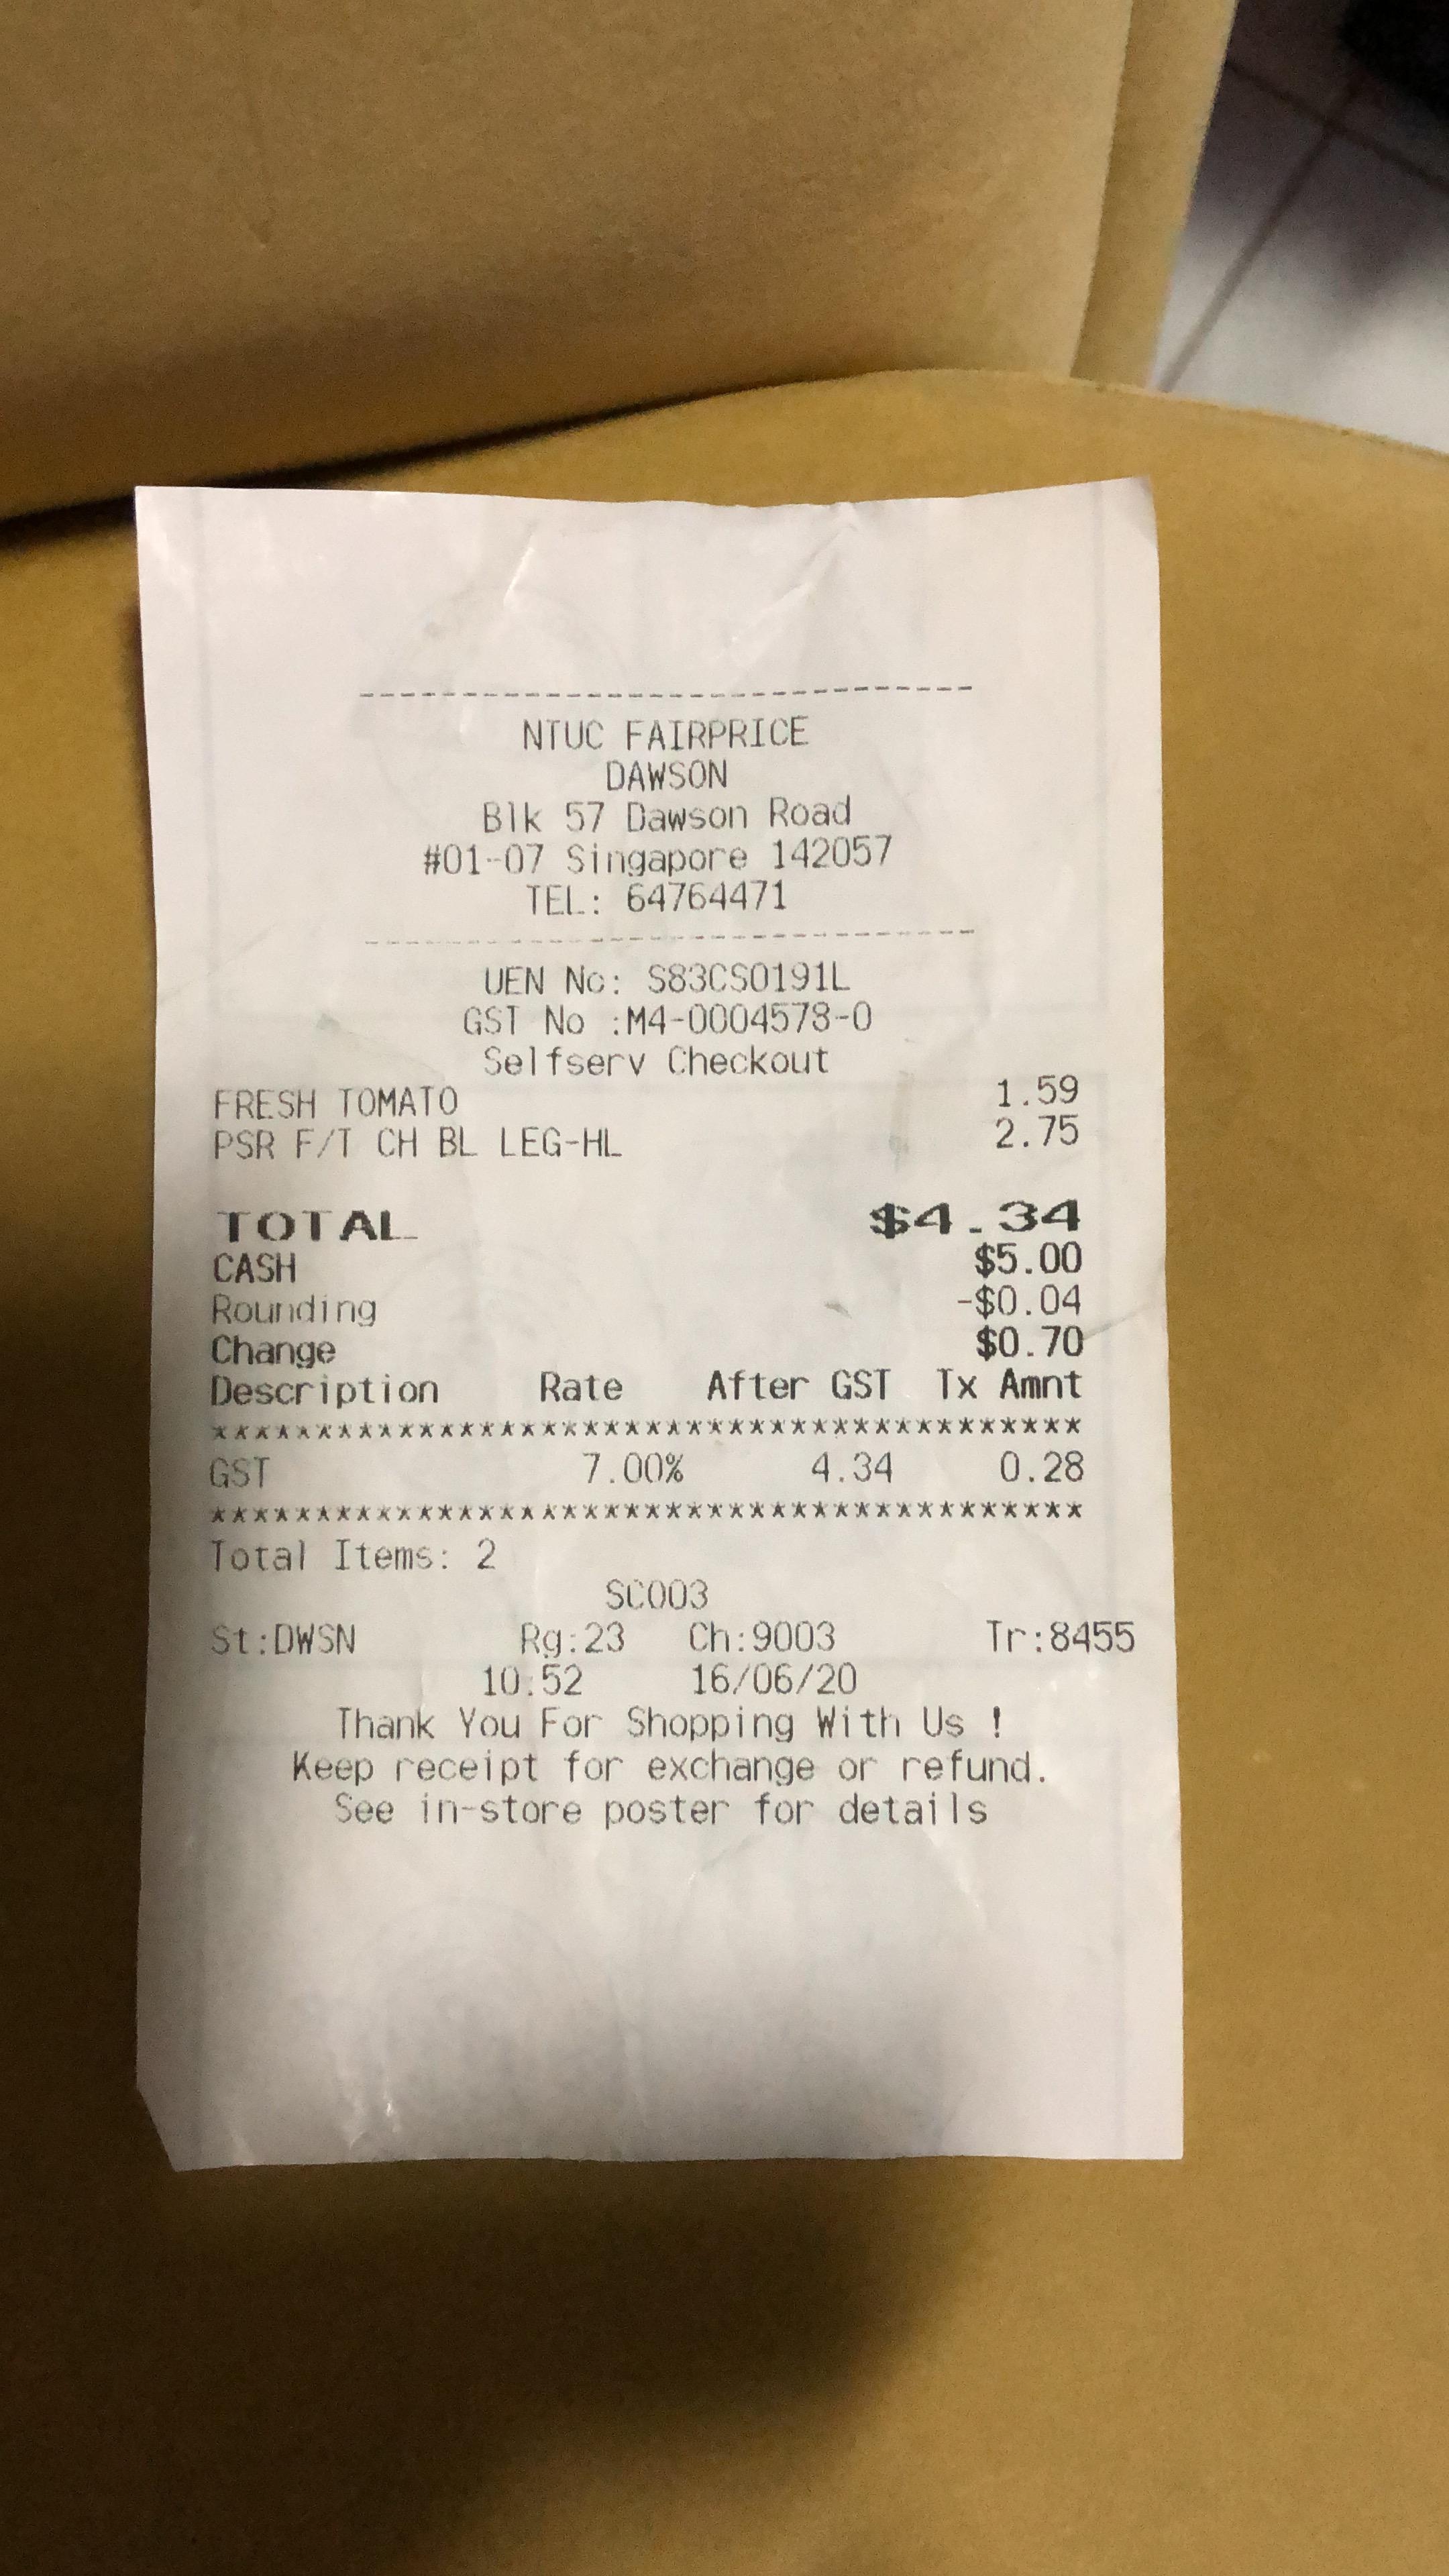 ------------------------------
NTUC FAIRPRICE
DAWSON
Blk 57 Dawson Road
#01-07 Singapore 142057
TEL: 64764471
------------------------------
UEN No: S83CS0191L
GST No :M4-0004578-0
Selfserv Checkout
FRESH TOMATO 1.59
PSR F/T CH BL LEG-HL 2.75
TOTAL $4.34
CASH $5.00
Rounding -$0.04
Change $0.70
Description Rate After GST Tx Amnt
******************************************
GST 7.00% 4.34 0.28
******************************************
Total Items: 2
SC003
St:DWSN Rg:23 Ch:9003 Tr:8455
10:52 16/06/20
Thank You For Shopping With Us !
Keep receipt for exchange or refund.
See in-store poster for details